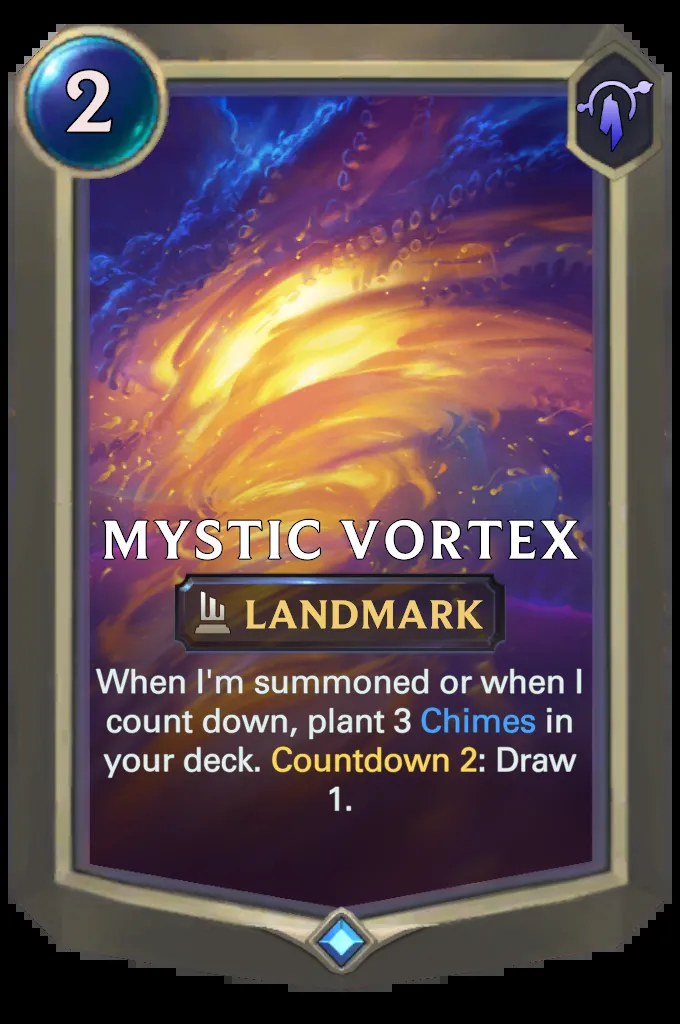 2
MYSTIC VORTEX
LANDMARK
When I'm summoned or when I
count down, plant 3 Chimes in
your deck. Countdown 2: Draw
1.